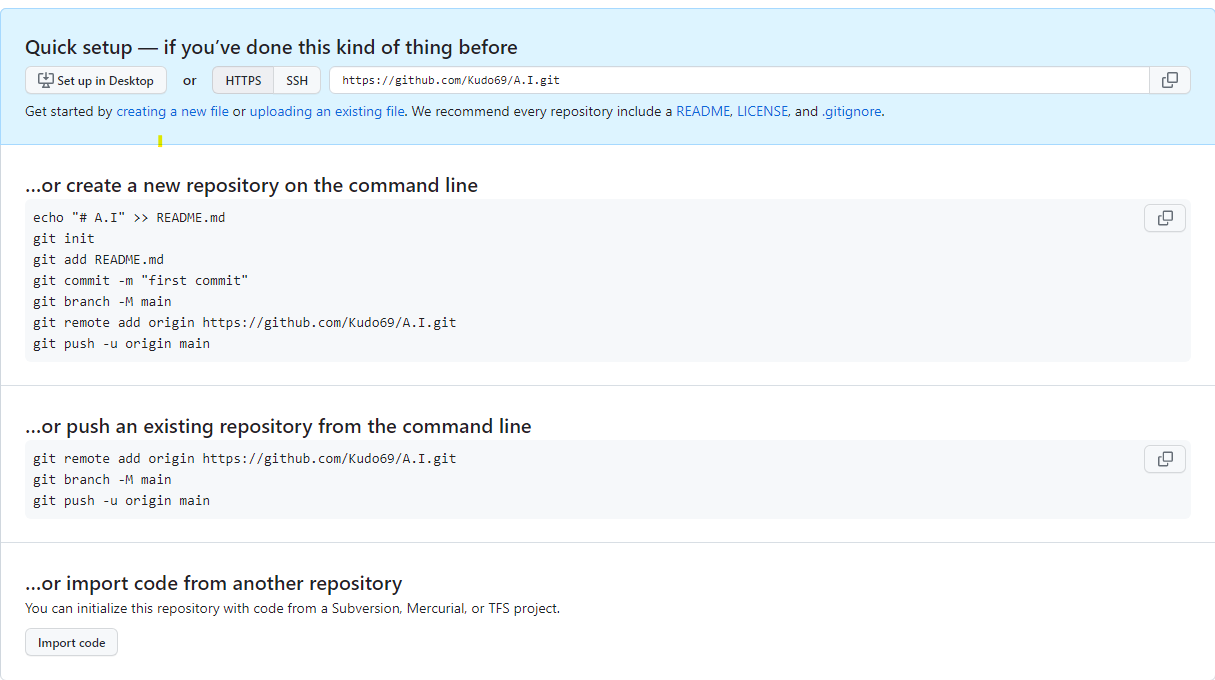 Quick setup — if you’ve done this kind of thing before
Set up in Desktop or HTTPS SSH https://github.com/Kudo69/A.I.git
Get started by creating a new file or uploading an existing file. We recommend every repository include a README, LICENSE, and .gitignore.
…or create a new repository on the command line
echo "# A.I" >> README.md
git init
git add README.md
git commit -m "first commit"
git branch -M main
git remote add origin https://github.com/Kudo69/A.I.git
git push -u origin main
…or push an existing repository from the command line
git remote add origin https://github.com/Kudo69/A.I.git
git branch -M main
git push -u origin main
…or import code from another repository
You can initialize this repository with code from a Subversion, Mercurial, or TFS project.
Import code